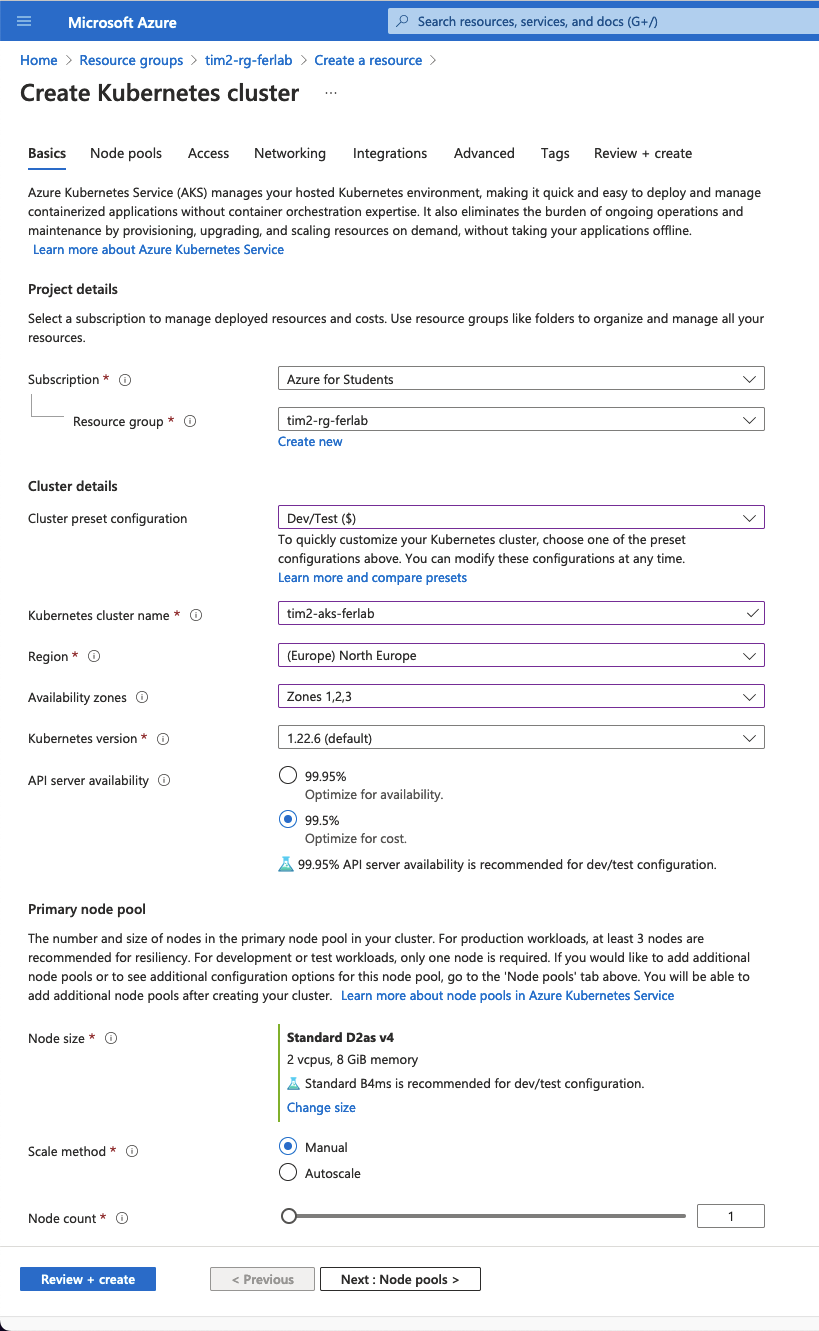 Microsoft Azure
Search resources, services, and docs (G+/)
Home > Resource groups > tim2-rg-ferlab > Create a resource >
Create Kubernetes cluster ...
Basics Node pools Access Networking Integrations Advanced Tags Review + create
Azure Kubernetes Service (AKS) manages your hosted Kubernetes environment, making it quick and easy to deploy and manage
containerized applications without container orchestration expertise. It also eliminates the burden of ongoing operations and
maintenance by provisioning, upgrading, and scaling resources on demand, without taking your applications offline.
Learn more about Azure Kubernetes Service
Project details
Select a subscription to manage deployed resources and costs. Use resource groups like folders to organize and manage all your
resources.
Subscription * Azure for Students
Resource group * tim2-rg-ferlab
Create new
Cluster details
Cluster preset configuration Dev/Test ($)
To quickly customize your Kubernetes cluster, choose one of the preset
configurations above. You can modify these configurations at any time.
Learn more and compare presets
Kubernetes cluster name * tim2-aks-ferlab
Region * (Europe) North Europe
Availability zones Zones 1,2,3
Kubernetes version * 1.22.6 (default)
API server availability 99.95%
Optimize for availability.
99.5%
Optimize for cost.
99.95% API server availability is recommended for dev/test configuration.
Primary node pool
The number and size of nodes in the primary node pool in your cluster. For production workloads, at least 3 nodes are
recommended for resiliency. For development or test workloads, only one node is required. If you would like to add additional
node pools or to see additional configuration options for this node pool, go to the 'Node pools' tab above. You will be able to
add additional node pools after creating your cluster. Learn more about node pools in Azure Kubernetes Service
Node size * Standard D2as v4
2 vcpus, 8 GiB memory
Standard B4ms is recommended for dev/test configuration.
Change size
Scale method * Manual
Autoscale
Node count * 1
Review + create < Previous Next : Node pools >